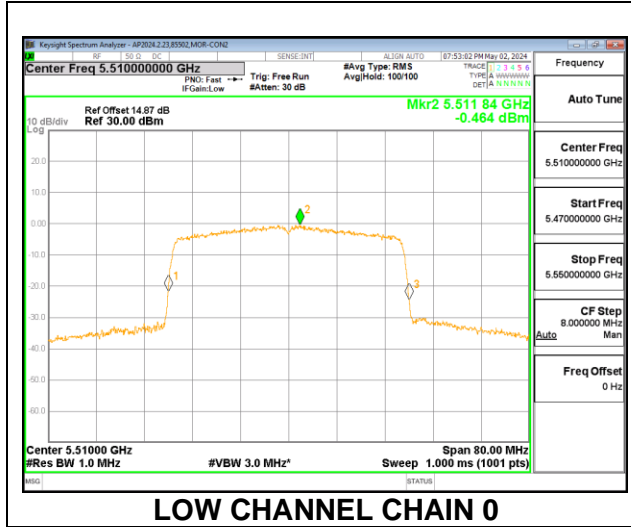 Keysight Spectrum Analyzer - AP2024.2.23,85502,MOR-CON2
RF 50 Ω DC SENSE:INT ALIGN AUTO 07:53:02 PM May 02, 2024
Center Freq 5.510000000 GHz #Avg Type: RMS TRACE 1 2 3 4 5 6
PNO: Fast Trig: Free Run Avg|Hold: 100/100 TYPE A WWWWW
IFGain:Low #Atten: 30 dB DET A N N N N N
Ref Offset 14.87 dB Mkr2 5.511 84 GHz
10 dB/div Ref 30.00 dBm -0.464 dBm
Log
20.0
10.0
0.00
-10.0
-20.0
-30.0
-40.0
-50.0
-60.0
2
1
3
Center 5.51000 GHz Span 80.00 MHz
#Res BW 1.0 MHz #VBW 3.0 MHz* Sweep 1.000 ms (1001 pts)
MSG STATUS
Frequency
Auto Tune
Center Freq
5.510000000 GHz
Start Freq
5.470000000 GHz
Stop Freq
5.550000000 GHz
CF Step
8.000000 MHz
Auto Man
Freq Offset
0 Hz
LOW CHANNEL CHAIN 0